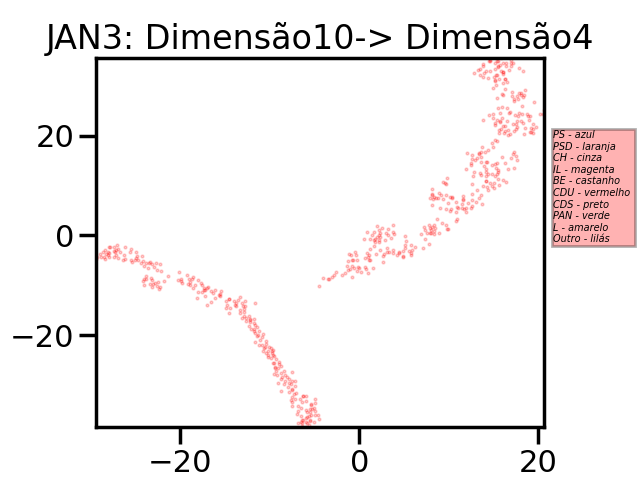 JAN3: Dimensão10-> Dimensão4
20
0
−20
−20
0
20
PS - azul
PSD - laranja
CH - cinza
IL - magenta
BE - castanho
CDU - vermelho
CDS - preto
PAN - verde
L - amarelo
Outro - lilás